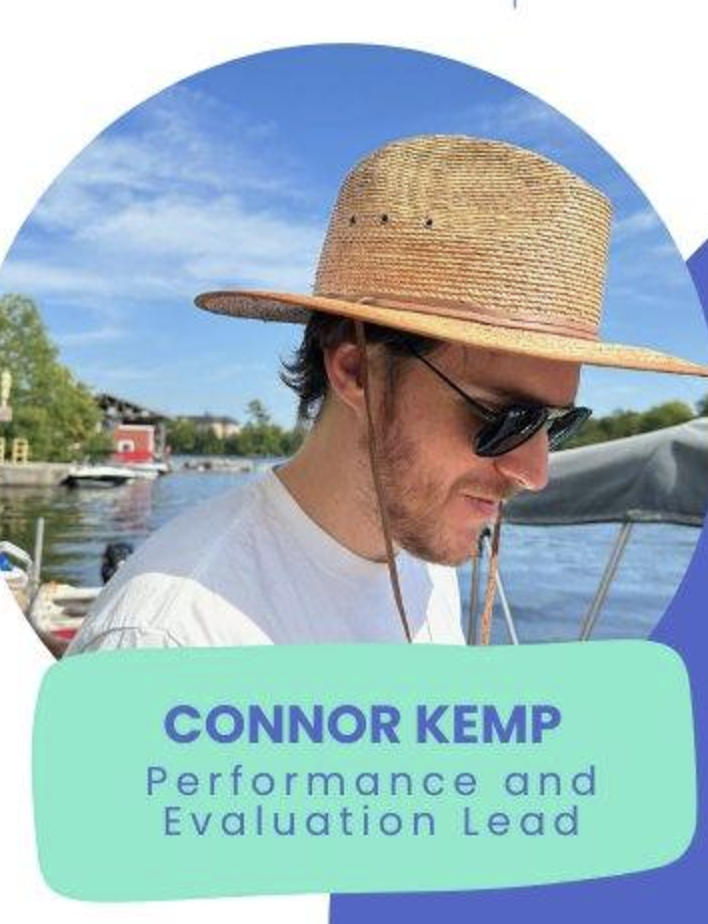 CONNOR KEMP
Performance and
Evaluation Lead